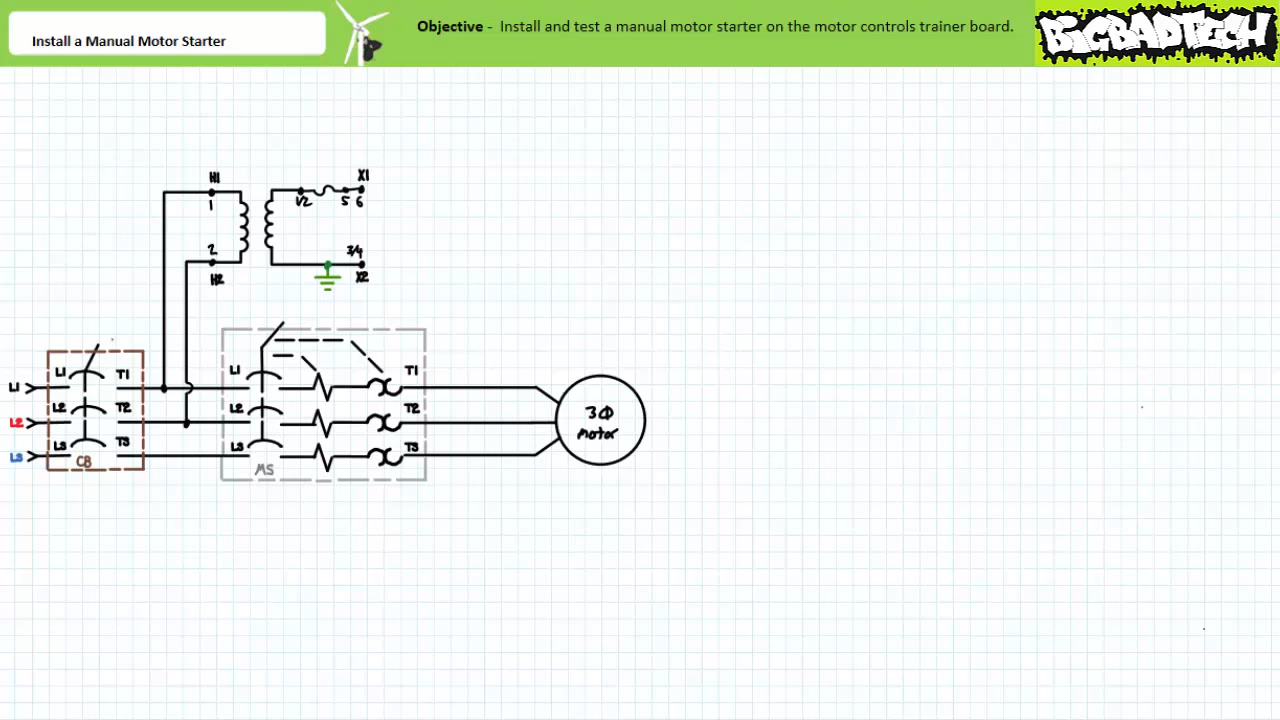 Install a Manual Motor Starter
Objective - Install and test a manual motor starter on the motor controls trainer board.
BIGBADTECH
H1
X1
1
1/2
5 6
2
3/4
H2
X2
L1
T1
L1
T1
L1
L2
T2
L2
T2
3Φ
L2
motor
L3
T3
L3
T3
L3
CB
MS